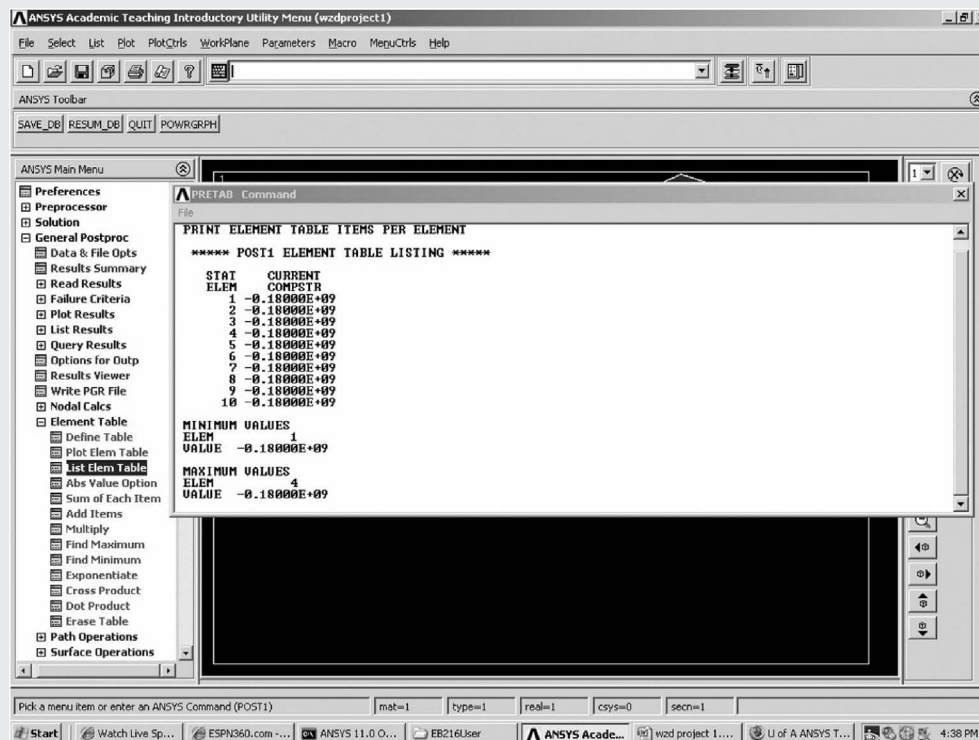 ANSYS Academic Teaching Introductory Utility Menu (wzdproject1)
File Select List Plot PlotCtrls WorkPlane Parameters Macro MenuCtrls Help
ANSYS Toolbar
SAVE_DB RESUM_DB QUIT POWRGRPH
ANSYS Main Menu
1
1
Preferences
Preprocessor
Solution
General Postproc
Data & File Opts
Results Summary
Read Results
Failure Criteria
Plot Results
List Results
Query Results
Options for Outp
Results Viewer
Write PGR File
Nodal Calcs
Element Table
Define Table
Plot Elem Table
List Elem Table
Abs Value Option
Sum of Each Item
Add Items
Multiply
Find Maximum
Find Minimum
Exponentiate
Cross Product
Dot Product
Erase Table
Path Operations
Surface Operations
PRETAB Command
File
PRINT ELEMENT TABLE ITEMS PER ELEMENT
***** POST1 ELEMENT TABLE LISTING *****
STAT CURRENT
ELEM COMPSTR
1 -0.18000E+09
2 -0.18000E+09
3 -0.18000E+09
4 -0.18000E+09
5 -0.18000E+09
6 -0.18000E+09
7 -0.18000E+09
8 -0.18000E+09
9 -0.18000E+09
10 -0.18000E+09
MINIMUM VALUES
ELEM 1
VALUE -0.18000E+09
MAXIMUM VALUES
ELEM 4
VALUE -0.18000E+09
Pick a menu item or enter an ANSYS Command (POST1) mat=1 type=1 real=1 csys=0 secn=1
Start Watch Live Sp... ESPN360.com -... ANSYS 11.0 O... EB216User ANSYS Acade... wzd project 1.... U of A ANSYS T... 4:38 PM